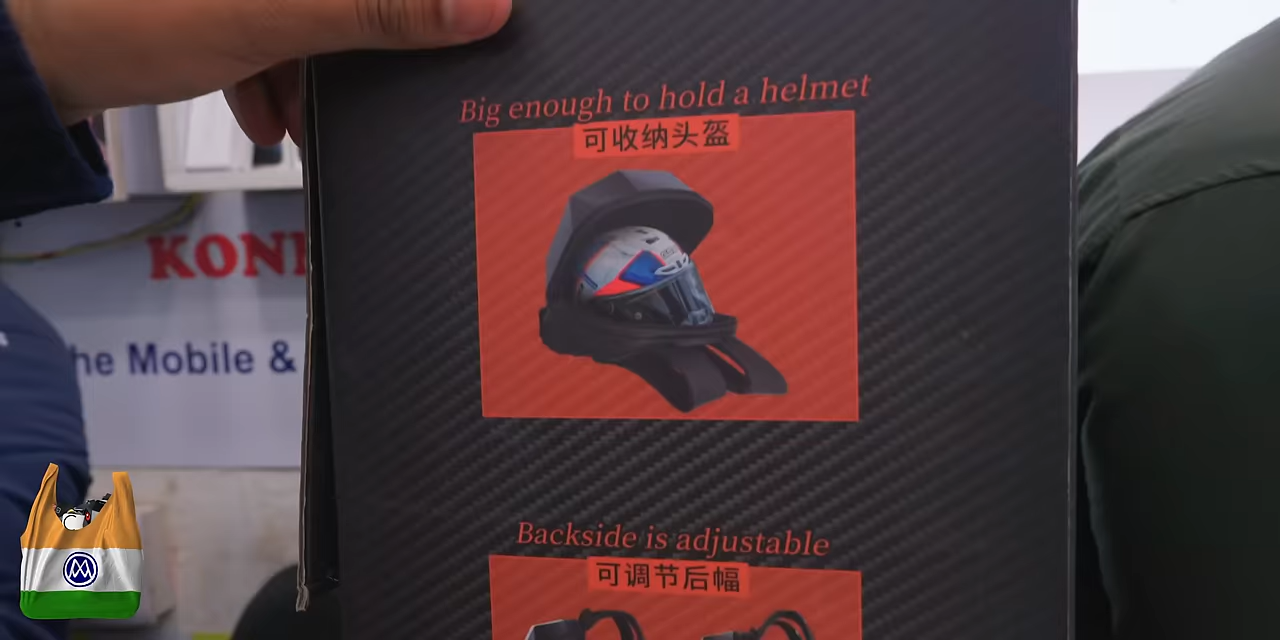 Big enough to hold a helmet
可收纳头盔
KONI
he Mobile &
Backside is adjustable
可调节后幅